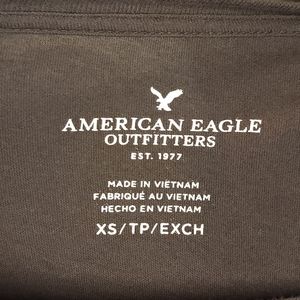 AMERICAN EAGLE
OUTFITTERS
EST. 1977
MADE IN VIETNAM
FABRIQUÉ AU VIETNAM
HECHO EN VIETNAM
XS/TP/EXCH